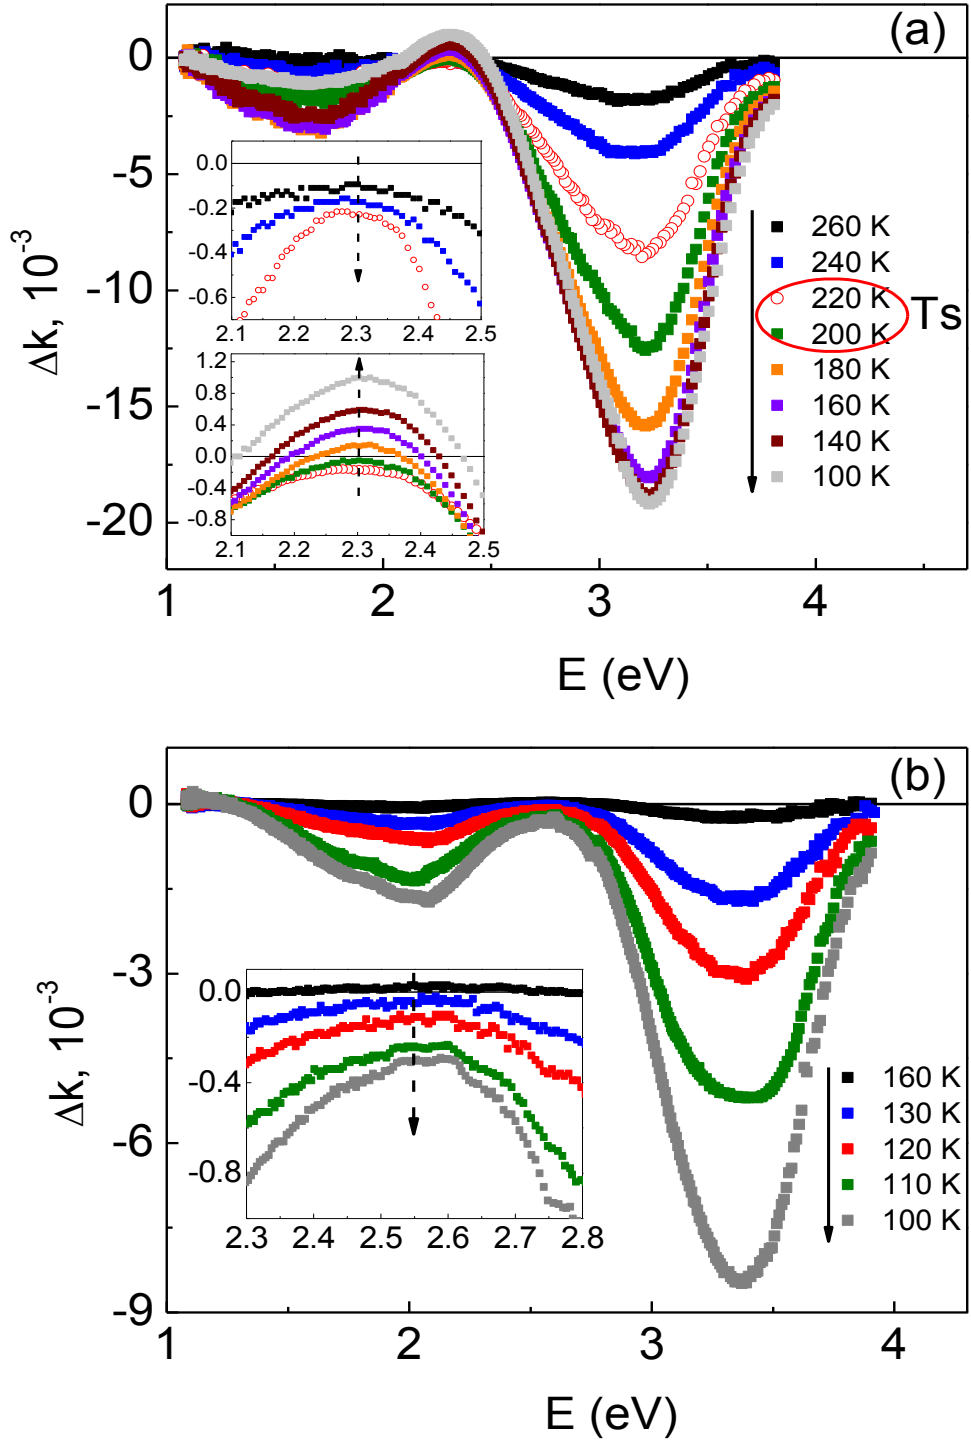 (a)
0
-5
-10
-15
-20
Δk, 10⁻³
0.0
-0.2
-0.4
-0.6
2.1 2.2 2.3 2.4 2.5
1.2
0.8
0.4
0.0
-0.4
-0.8
2.1 2.2 2.3 2.4 2.5
260 K
240 K
220 K
200 K
Ts
180 K
160 K
140 K
100 K
1 2 3 4
E (eV)
(b)
0
-3
-6
-9
Δk, 10⁻³
0.0
-0.4
-0.8
2.3 2.4 2.5 2.6 2.7 2.8
160 K
130 K
120 K
110 K
100 K
1 2 3 4
E (eV)